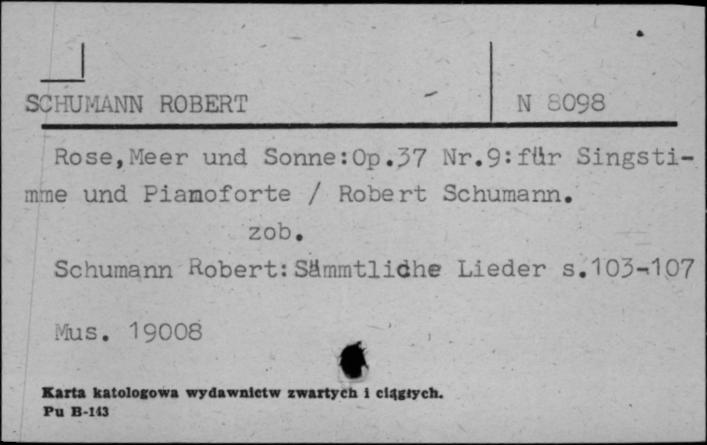 SCHUMANN ROBERT N 8098
Rose,Meer und Sonne:Op.37 Nr.9:für Singsti-
mme und Pianoforte / Robert Schumann.
zob.
Schumann Robert:Sämmtliche Lieder s.103-107
Mus. 19008
Karta katologowa wydawnictw zwartych i ciągłych.
Pu B-143